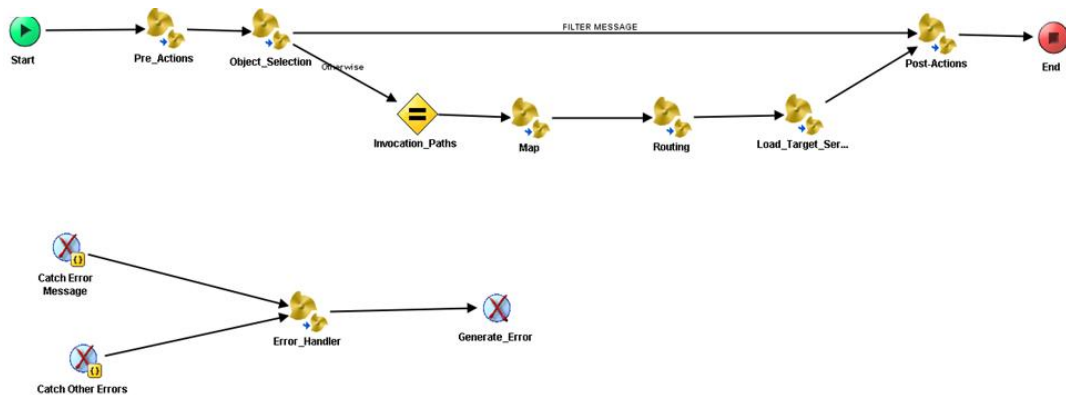 FILTER MESSAGE
Start
Pre_Actions
Object_Selection
Otherwise
Post-Actions
End
Invocation_Paths
Map
Routing
Load_Target_Ser...
Catch Error
Message
Error_Handler
Generate_Error
Catch Other Errors